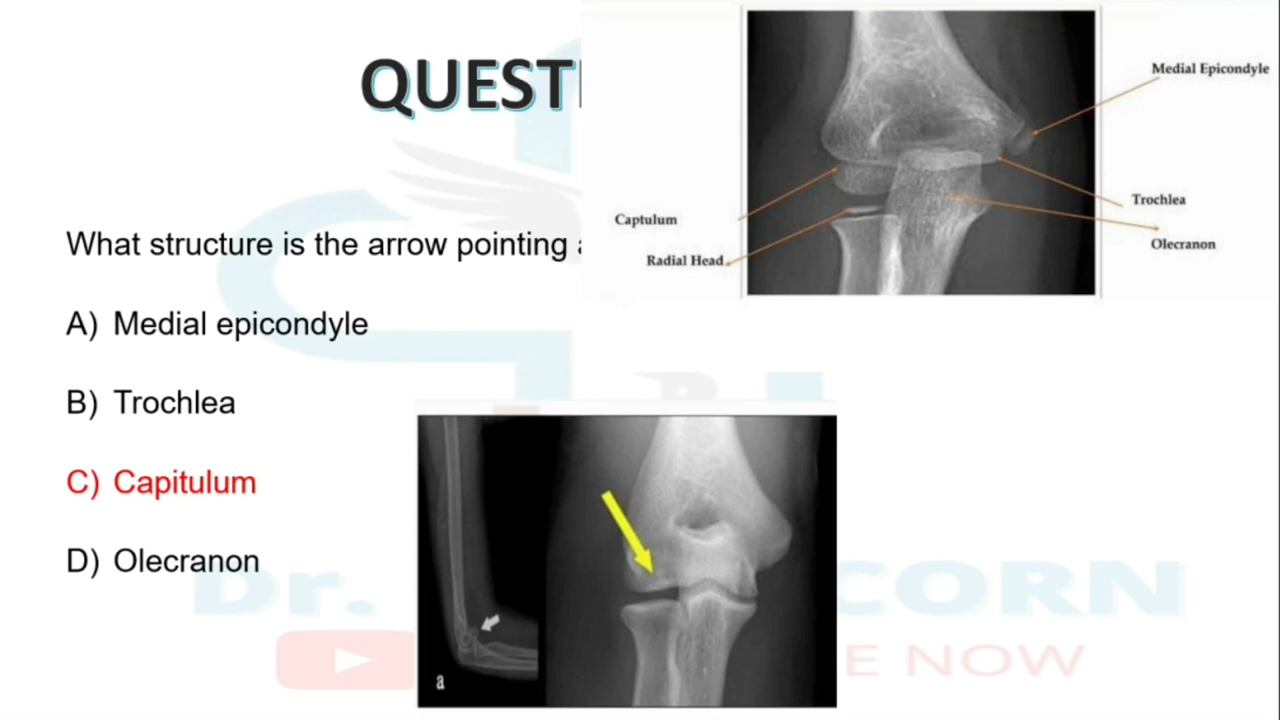 QUEST
Medial Epicondyle
Captulum
Trochlea
What structure is the arrow pointing
Olecranon
Radial Head
A) Medial epicondyle
B) Trochlea
C) Capitulum
D) Olecranon
Dr. CORN
E NOW
a